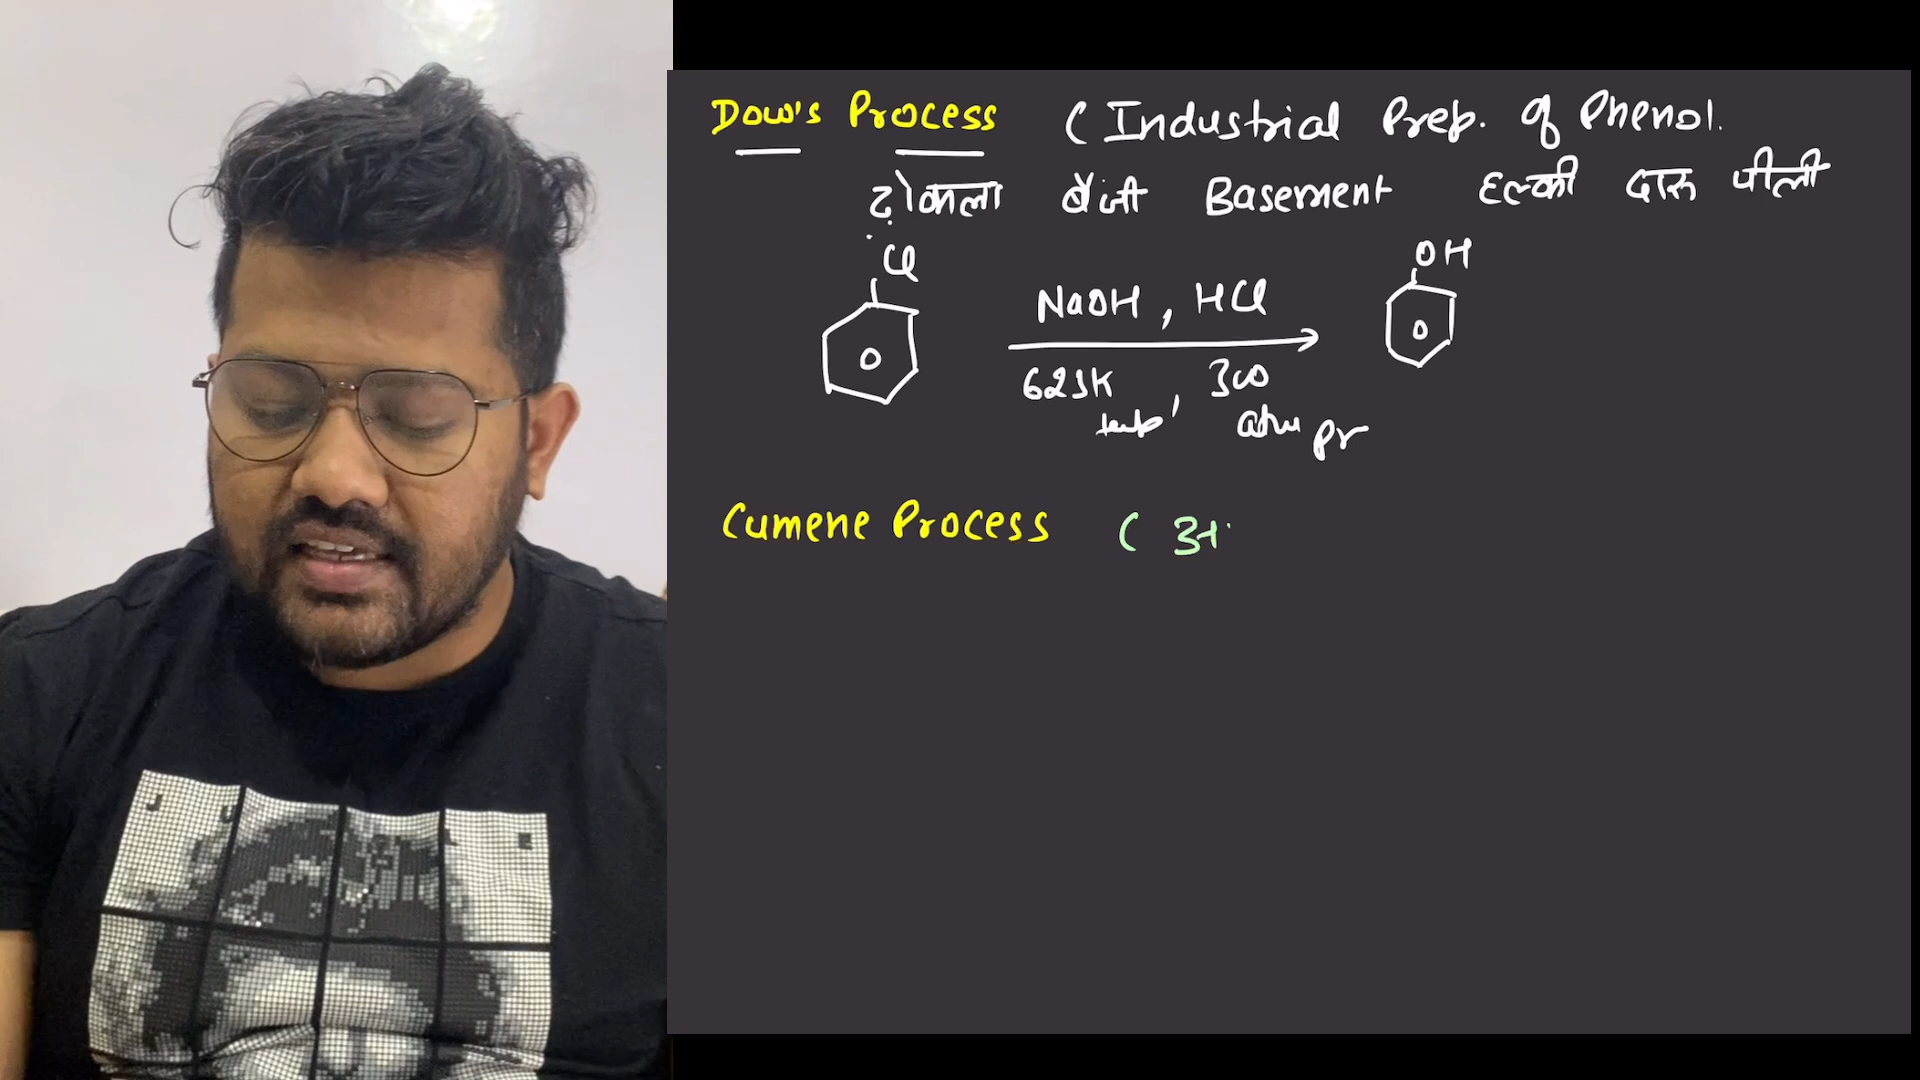 Dow's Process ( Industrial Prep. of Phenol.
ढ़ोकला बेंजी Basement हल्की दारू पीली
Cl
OH
NaOH , HCl
623K , 300
temp atm Pr
Cumene Process ( अ